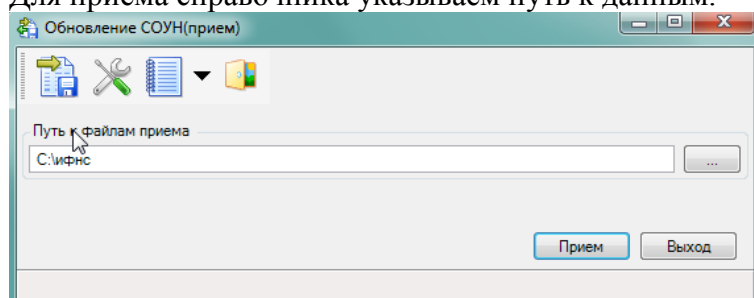 Для приема справочника указываем путь к данным.
Обновление СОУН(прием)
Путь к файлам приема
C:\ифнс
...
Прием
Выход